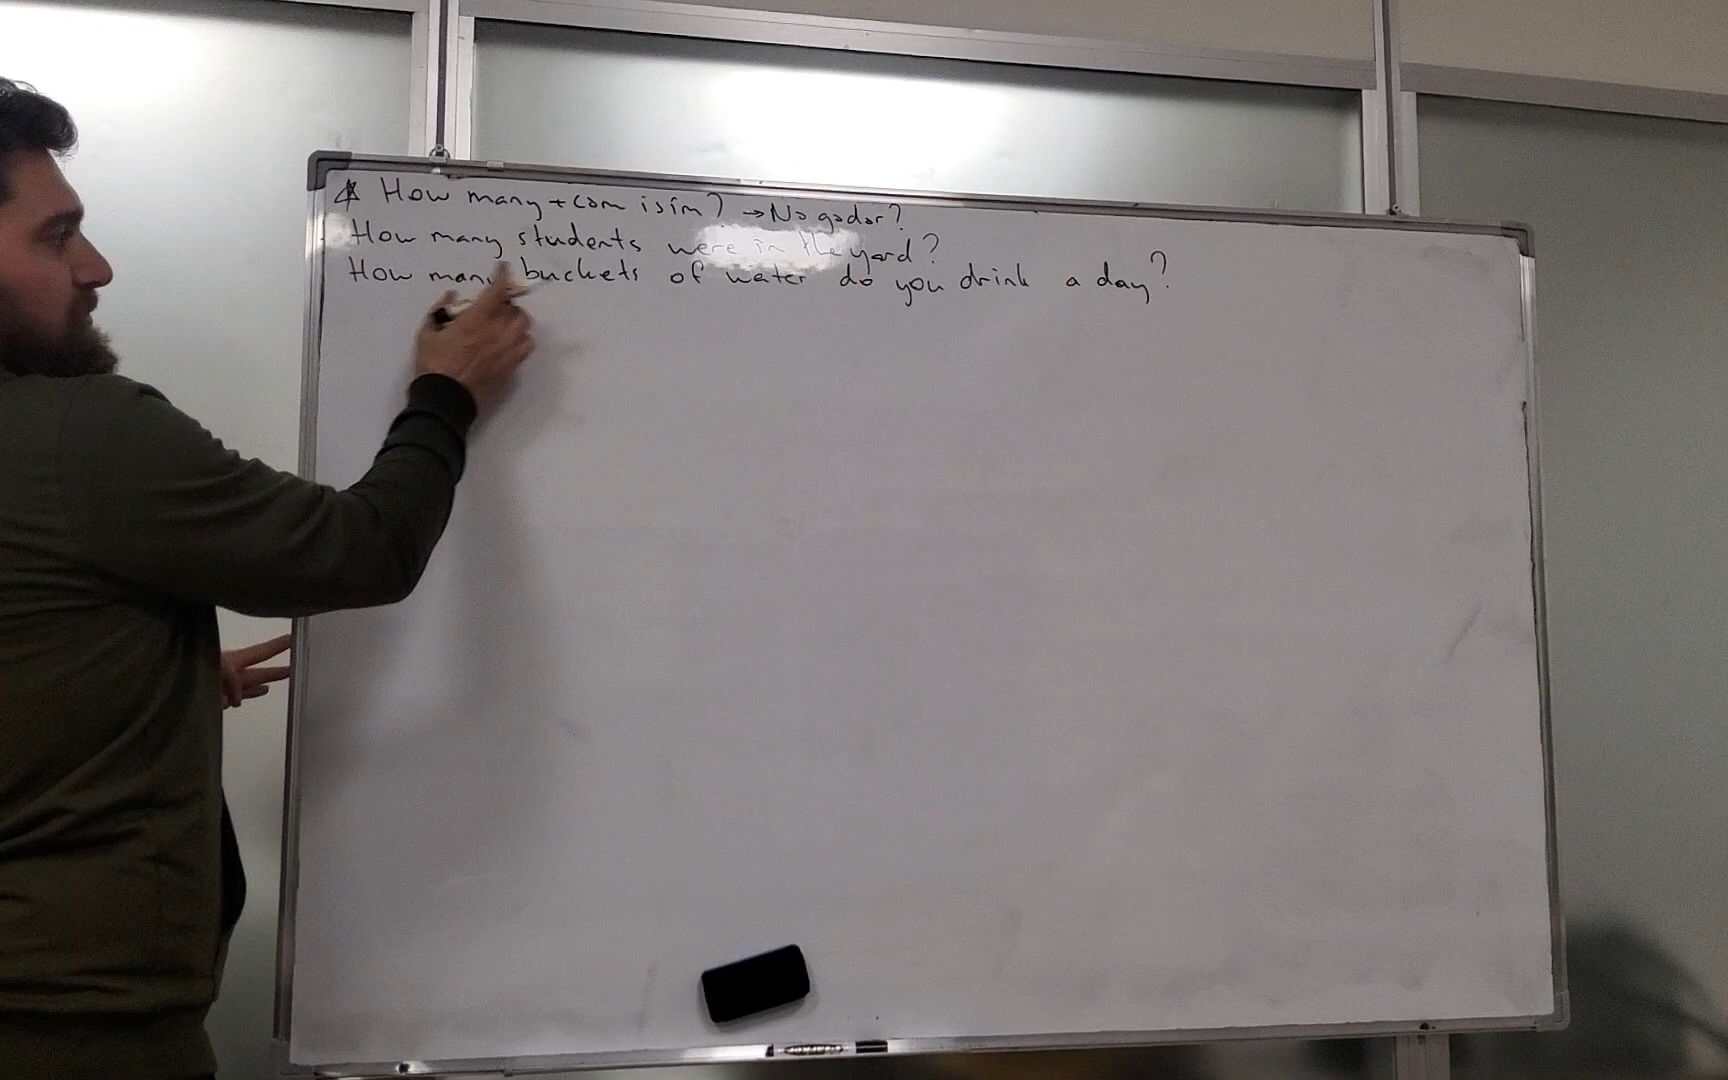 * How many + cəm isim? → Nə qədər?
How many students were in the yard?
How many buckets of water do you drink a day?